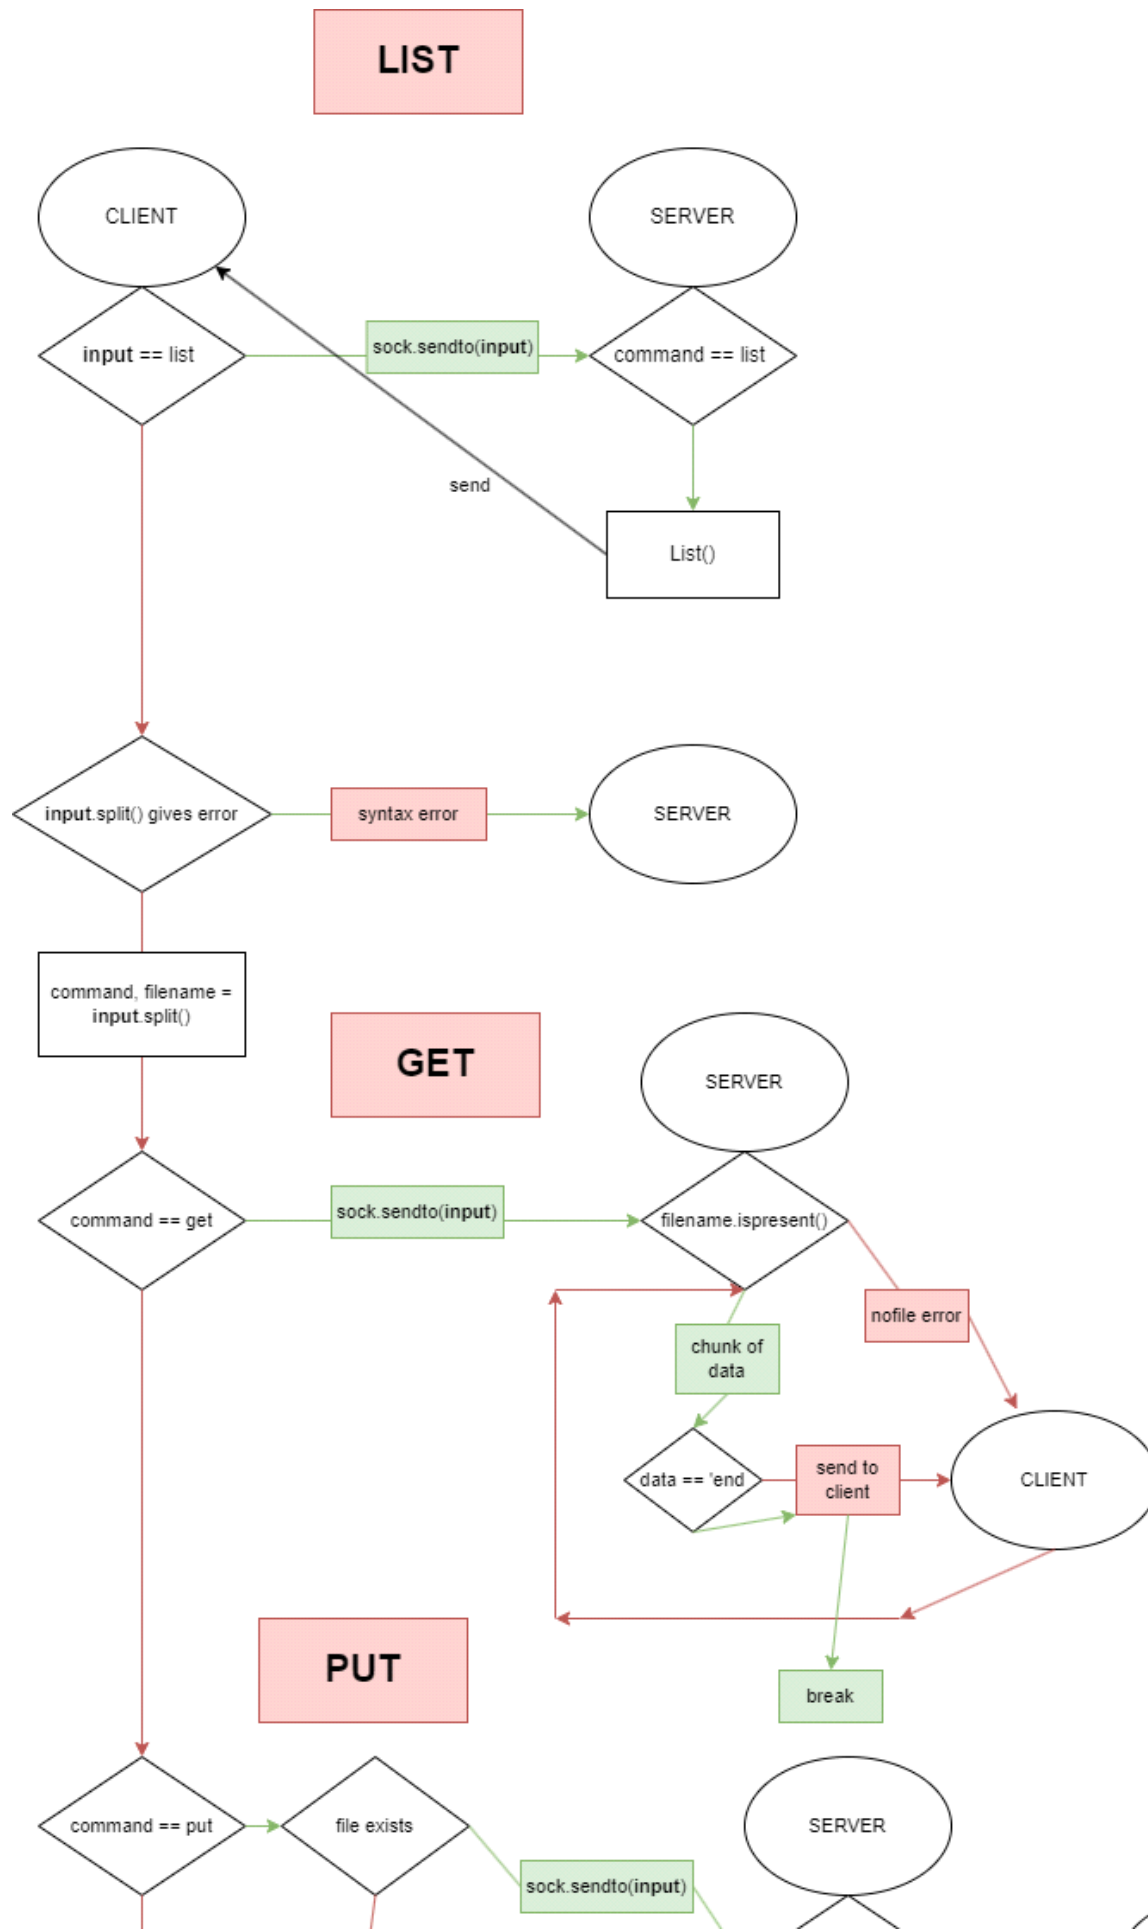 LIST
CLIENT
SERVER
input == list
sock.sendto(input)
command == list
send
List()
input.split() gives error
syntax error
SERVER
command, filename =
input.split()
GET
SERVER
command == get
sock.sendto(input)
filename.ispresent()
nofile error
chunk of
data
data == 'end
send to
client
CLIENT
PUT
break
command == put
file exists
SERVER
sock.sendto(input)